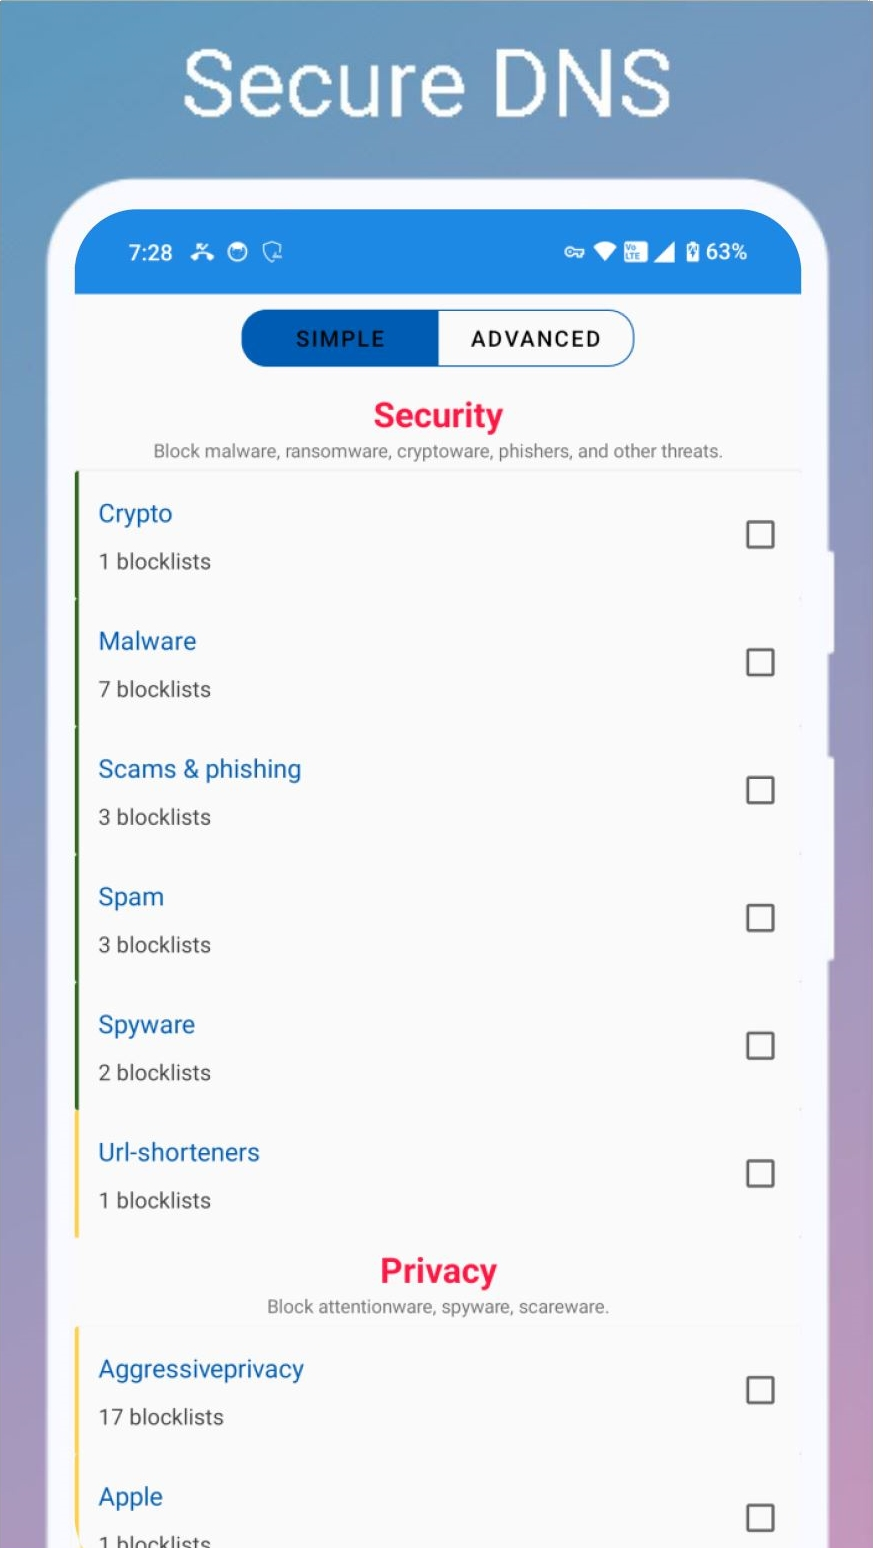 Secure DNS
7:28 Vo LTE 63%
SIMPLE ADVANCED
Security
Block malware, ransomware, cryptoware, phishers, and other threats.
Crypto
1 blocklists
Malware
7 blocklists
Scams & phishing
3 blocklists
Spam
3 blocklists
Spyware
2 blocklists
Url-shorteners
1 blocklists
Privacy
Block attentionware, spyware, scareware.
Aggressiveprivacy
17 blocklists
Apple
1 blocklists